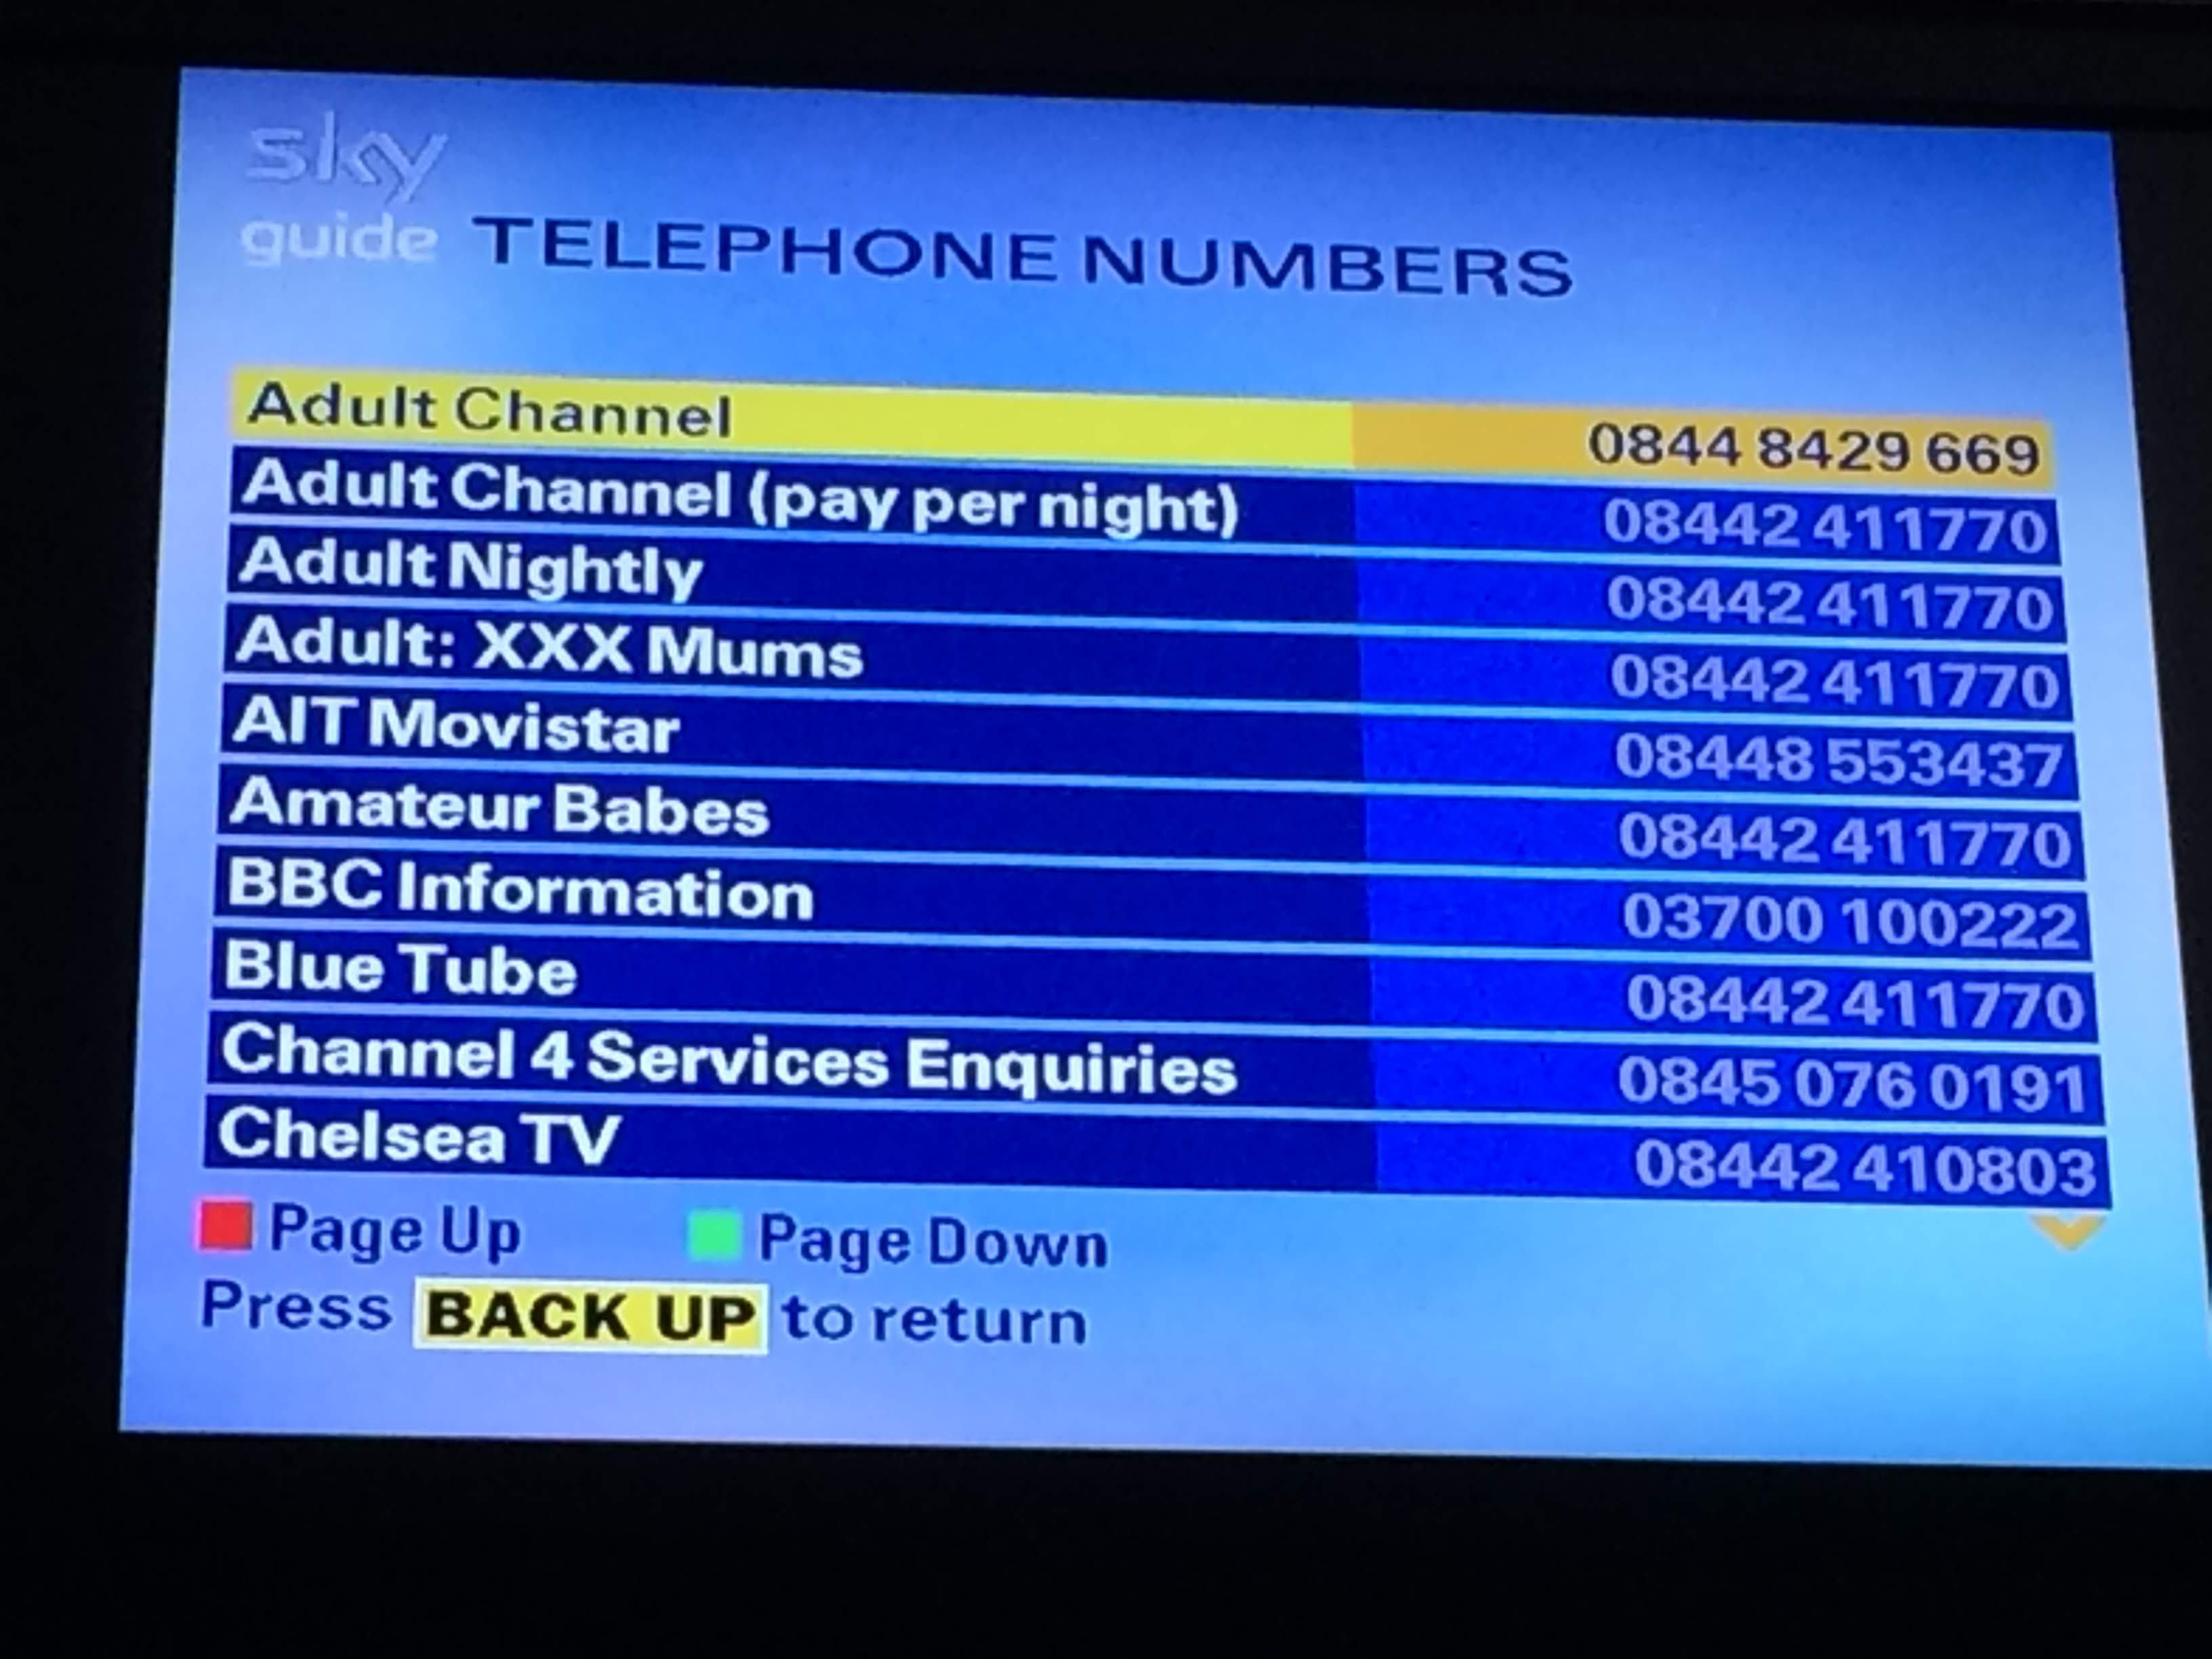 sky
guide TELEPHONE NUMBERS
Adult Channel 0844 8429 669
Adult Channel (pay per night) 08442 411770
Adult Nightly 08442 411770
Adult: XXX Mums 08442 411770
AIT Movistar 08448 553437
Amateur Babes 08442 411770
BBC Information 03700 100222
Blue Tube 08442 411770
Channel 4 Services Enquiries 0845 076 0191
Chelsea TV 08442 410803
Page Up Page Down
Press BACK UP to return